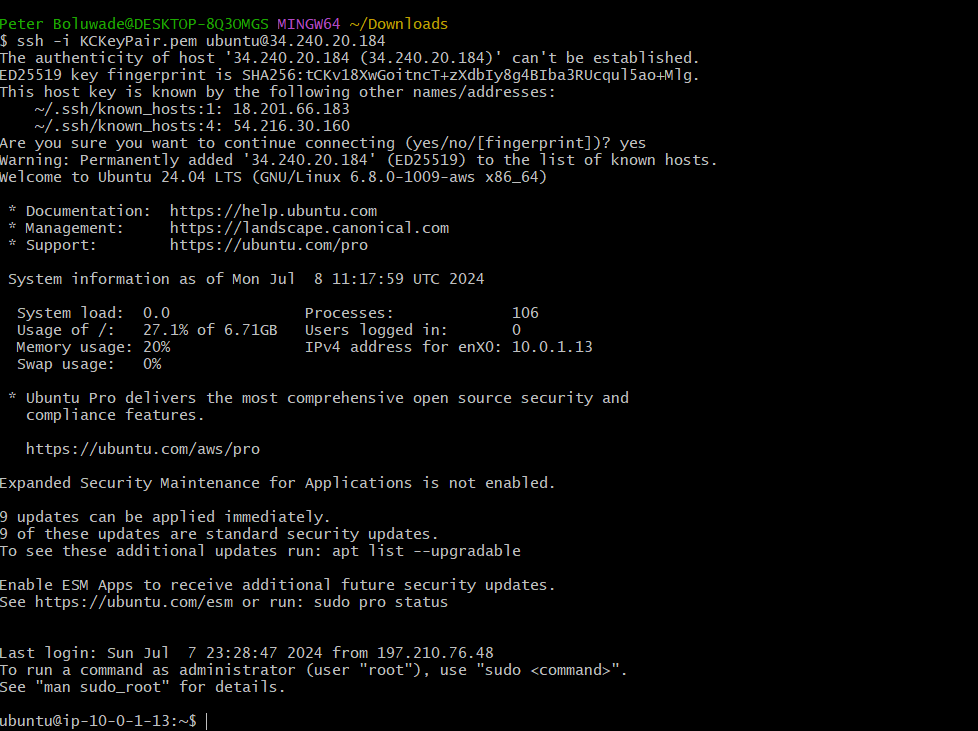 Peter Boluwade@DESKTOP-8Q3OMGS MINGW64 ~/Downloads
$ ssh -i KCKeyPair.pem ubuntu@34.240.20.184
The authenticity of host '34.240.20.184 (34.240.20.184)' can't be established.
ED25519 key fingerprint is SHA256:tCKv18XwGoitncT+zXdbIy8g4BIba3RUcqul5ao+Mlg.
This host key is known by the following other names/addresses:
    ~/.ssh/known_hosts:1: 18.201.66.183
    ~/.ssh/known_hosts:4: 54.216.30.160
Are you sure you want to continue connecting (yes/no/[fingerprint])? yes
Warning: Permanently added '34.240.20.184' (ED25519) to the list of known hosts.
Welcome to Ubuntu 24.04 LTS (GNU/Linux 6.8.0-1009-aws x86_64)

 * Documentation:  https://help.ubuntu.com
 * Management:     https://landscape.canonical.com
 * Support:        https://ubuntu.com/pro

 System information as of Mon Jul  8 11:17:59 UTC 2024

  System load:  0.0               Processes:             106
  Usage of /:   27.1% of 6.71GB   Users logged in:       0
  Memory usage: 20%               IPv4 address for enX0: 10.0.1.13
  Swap usage:   0%

 * Ubuntu Pro delivers the most comprehensive open source security and
   compliance features.

   https://ubuntu.com/aws/pro

Expanded Security Maintenance for Applications is not enabled.

9 updates can be applied immediately.
9 of these updates are standard security updates.
To see these additional updates run: apt list --upgradable

Enable ESM Apps to receive additional future security updates.
See https://ubuntu.com/esm or run: sudo pro status


Last login: Sun Jul  7 23:28:47 2024 from 197.210.76.48
To run a command as administrator (user "root"), use "sudo <command>".
See "man sudo_root" for details.

ubuntu@ip-10-0-1-13:~$